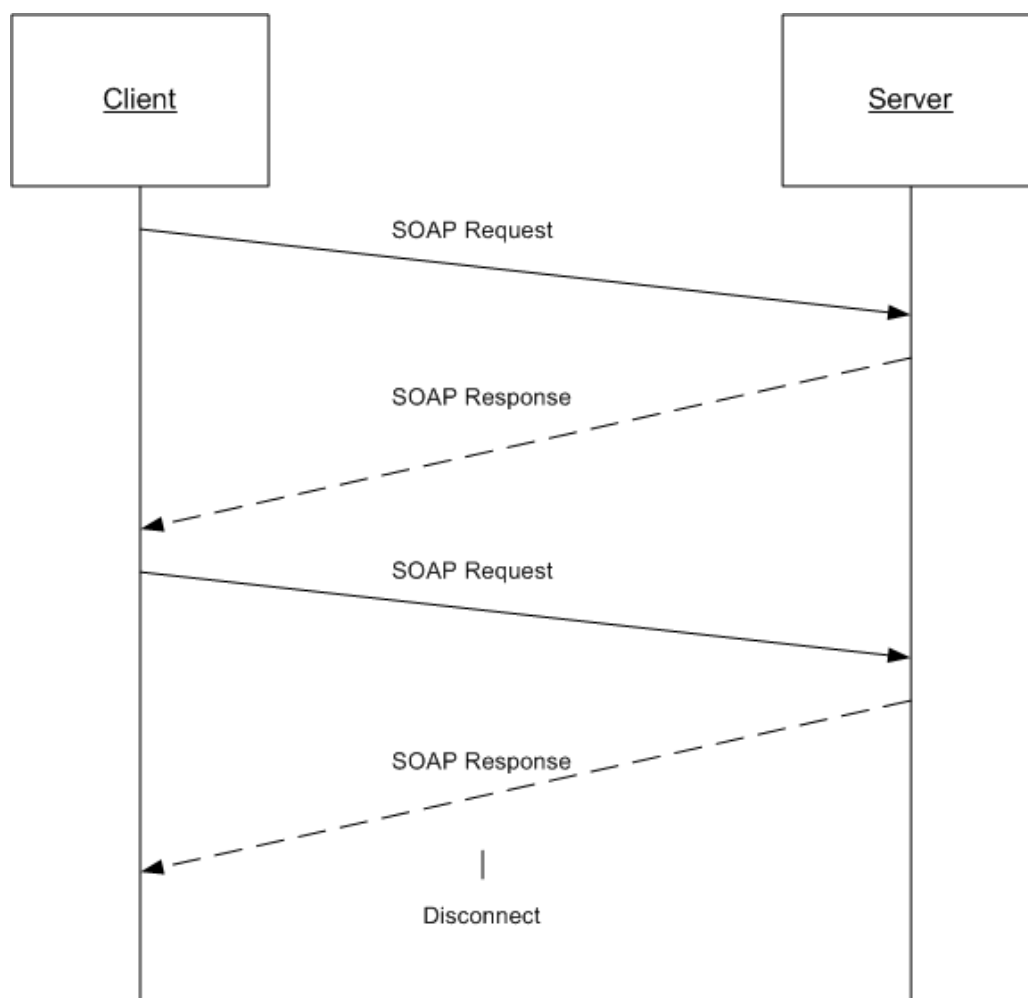 Client
Server
SOAP Request
SOAP Response
SOAP Request
SOAP Response
Disconnect